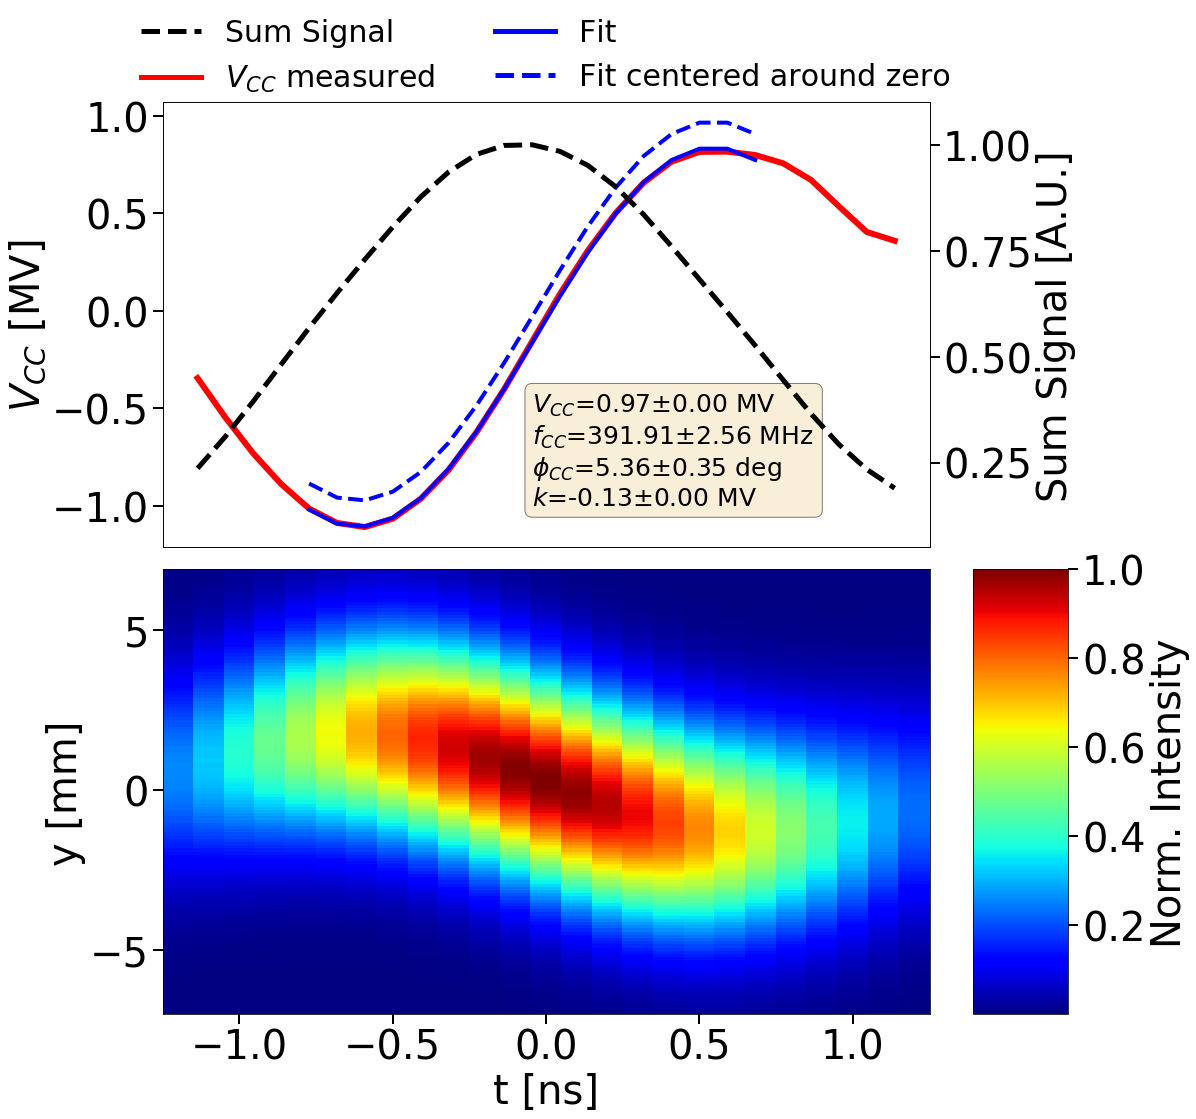 Sum Signal
Fit
V_CC measured
Fit centered around zero
1.0
0.5
0.0
−0.5
−1.0
V_CC [MV]
1.00
0.75
0.50
0.25
Sum Signal [A.U.]
V_CC=0.97±0.00 MV
f_CC=391.91±2.56 MHz
ϕ_CC=5.36±0.35 deg
k=-0.13±0.00 MV
5
0
−5
y [mm]
−1.0
−0.5
0.0
0.5
1.0
t [ns]
1.0
0.8
0.6
0.4
0.2
Norm. Intensity